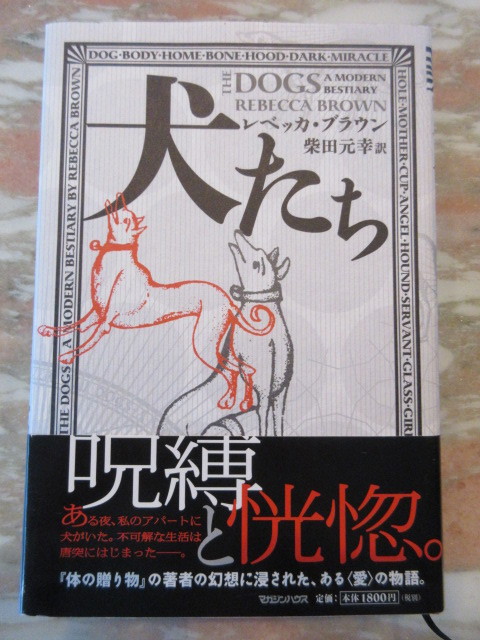 DOG·BODY·HOME·BONE·HOOD·DARK·MIRACLE
THE DOGS A MODERN BESTIARY
REBECCA BROWN
レベッカ・ブラウン
柴田元幸 訳
犬たち
THE DOGS · A MODERN BESTIARY BY REBECCA BROWN
HOLE·MOTHER·CUP·ANGEL·HOUND·SERVANT·GLASS·GIRL
呪縛
と恍惚。
ある夜、私のアパートに
犬がいた。不可解な生活は
唐突にはじまった――。
『体の贈り物』の著者の幻想に浸された、ある〈愛〉の物語。
マガジンハウス 定価：本体1800円（税別）